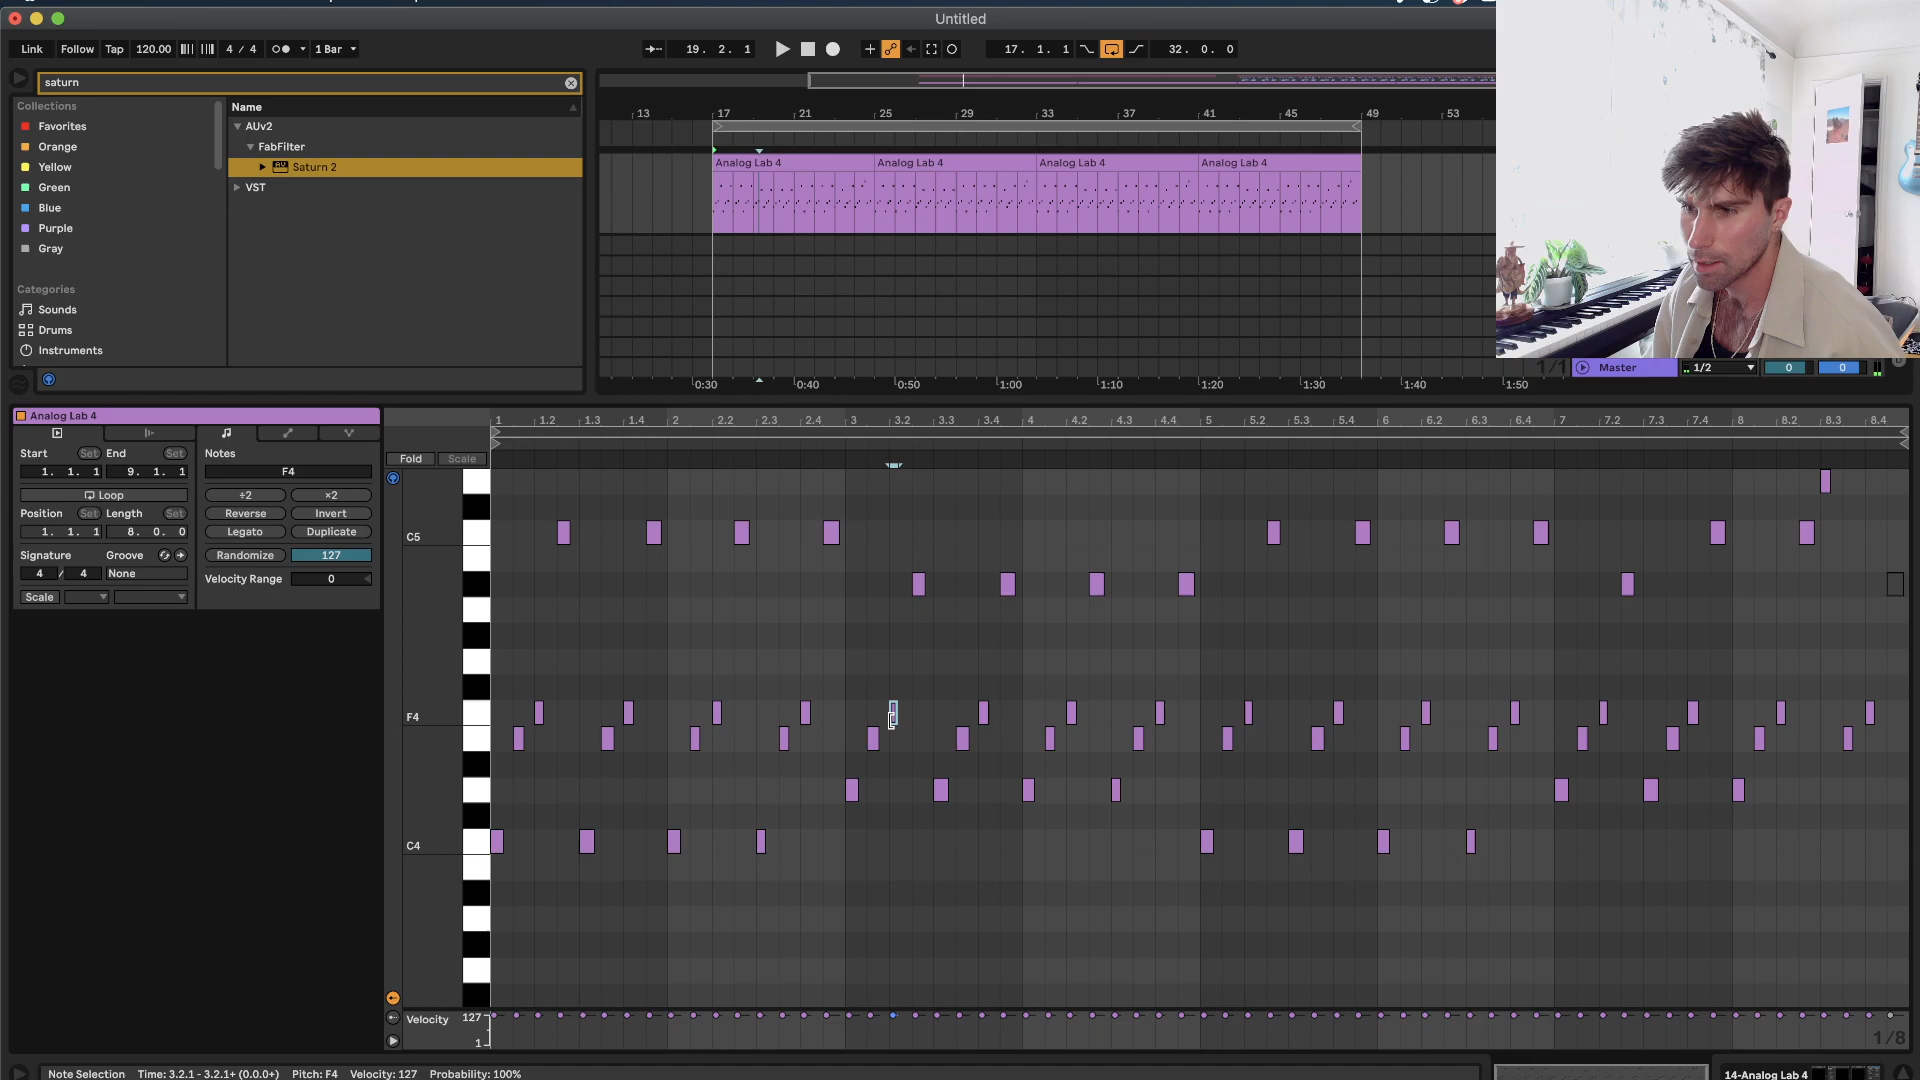 Untitled
Link Follow Tap 120.00 4 / 4 1 Bar 19. 2. 1 17. 1. 1 32. 0. 0
saturn
Collections
Favorites
Orange
Yellow
Green
Blue
Purple
Gray
Categories
Sounds
Drums
Instruments
Name
AUv2
FabFilter
Saturn 2
VST
13 17 21 25 29 33 37 41 45 49 53
Analog Lab 4 Analog Lab 4 Analog Lab 4 Analog Lab 4
1/1 Master 1/2 0 0
0:30 0:40 0:50 1:00 1:10 1:20 1:30 1:40 1:50
Analog Lab 4
Start Set End Set
1. 1. 1 9. 1. 1
Loop
Position Set Length Set
1. 1. 1 8. 0. 0
Signature Groove
4 / 4 None
Scale
Notes
F4
÷2 ×2
Reverse Invert
Legato Duplicate
Randomize 127
Velocity Range 0
1 1.2 1.3 1.4 2 2.2 2.3 2.4 3 3.2 3.3 3.4 4 4.2 4.3 4.4 5 5.2 5.3 5.4 6 6.2 6.3 6.4 7 7.2 7.3 7.4 8 8.2 8.3 8.4
Fold Scale
C5
F4
C4
Velocity 127
1
1/8
Note Selection Time: 3.2.1 - 3.2.1+ (0.0.0+) Pitch: F4 Velocity: 127 Probability: 100%
14-Analog Lab 4